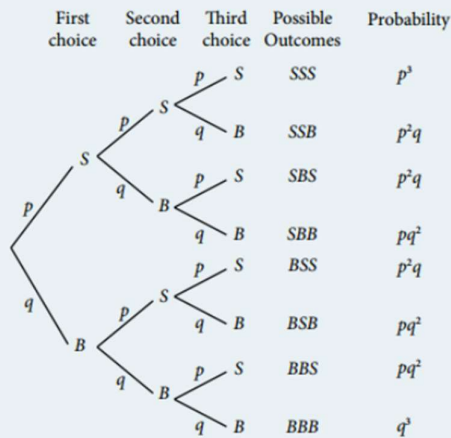 First choice Second choice Third choice Possible Outcomes Probability
p S SSS p³
S
p q B SSB p²q
S
q p S SBS p²q
B
p q B SBB pq²
p S BSS p²q
S
q p q B BSB pq²
B
q p S BBS pq²
B
q B BBB q³